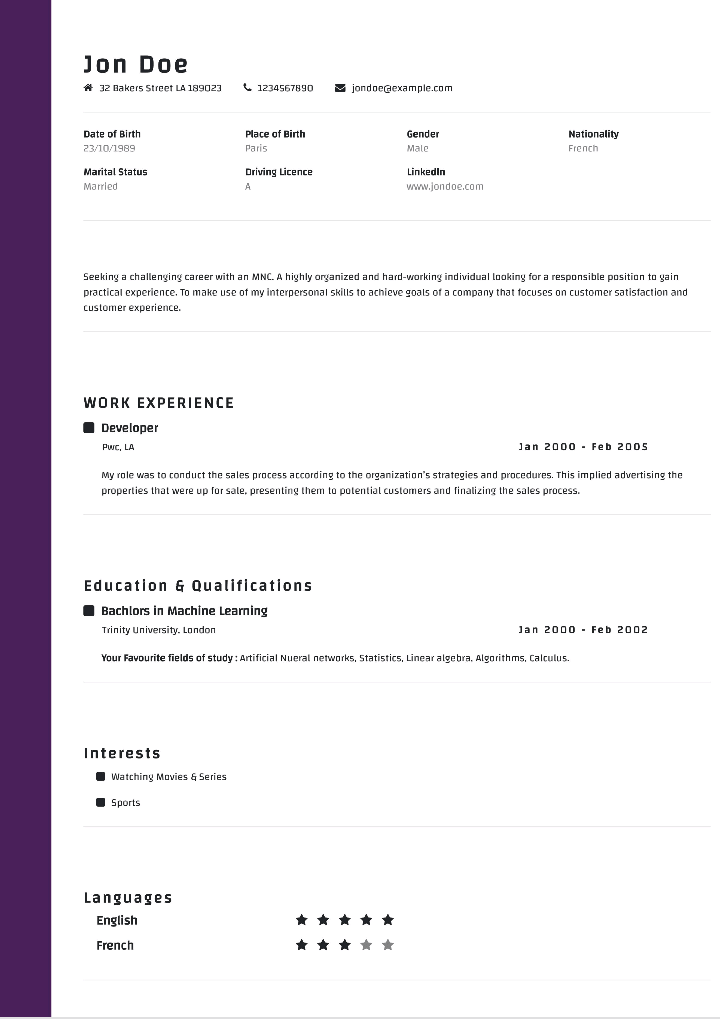 Jon Doe
32 Bakers Street LA 189023 1234567890 jondoe@example.com
Date of Birth Place of Birth Gender Nationality
23/10/1989 Paris Male French
Marital Status Driving Licence LinkedIn
Married A www.jondoe.com
Seeking a challenging career with an MNC. A highly organized and hard-working individual looking for a responsible position to gain
practical experience. To make use of my interpersonal skills to achieve goals of a company that focuses on customer satisfaction and
customer experience.
WORK EXPERIENCE
Developer
Pwc, LA Jan 2000 - Feb 2005
My role was to conduct the sales process according to the organization's strategies and procedures. This implied advertising the
properties that were up for sale, presenting them to potential customers and finalizing the sales process.
Education & Qualifications
Bachlors in Machine Learning
Trinity University, London Jan 2000 - Feb 2002
Your Favourite fields of study : Artificial Nueral networks, Statistics, Linear algebra, Algorithms, Calculus.
Interests
Watching Movies & Series
Sports
Languages
English
French